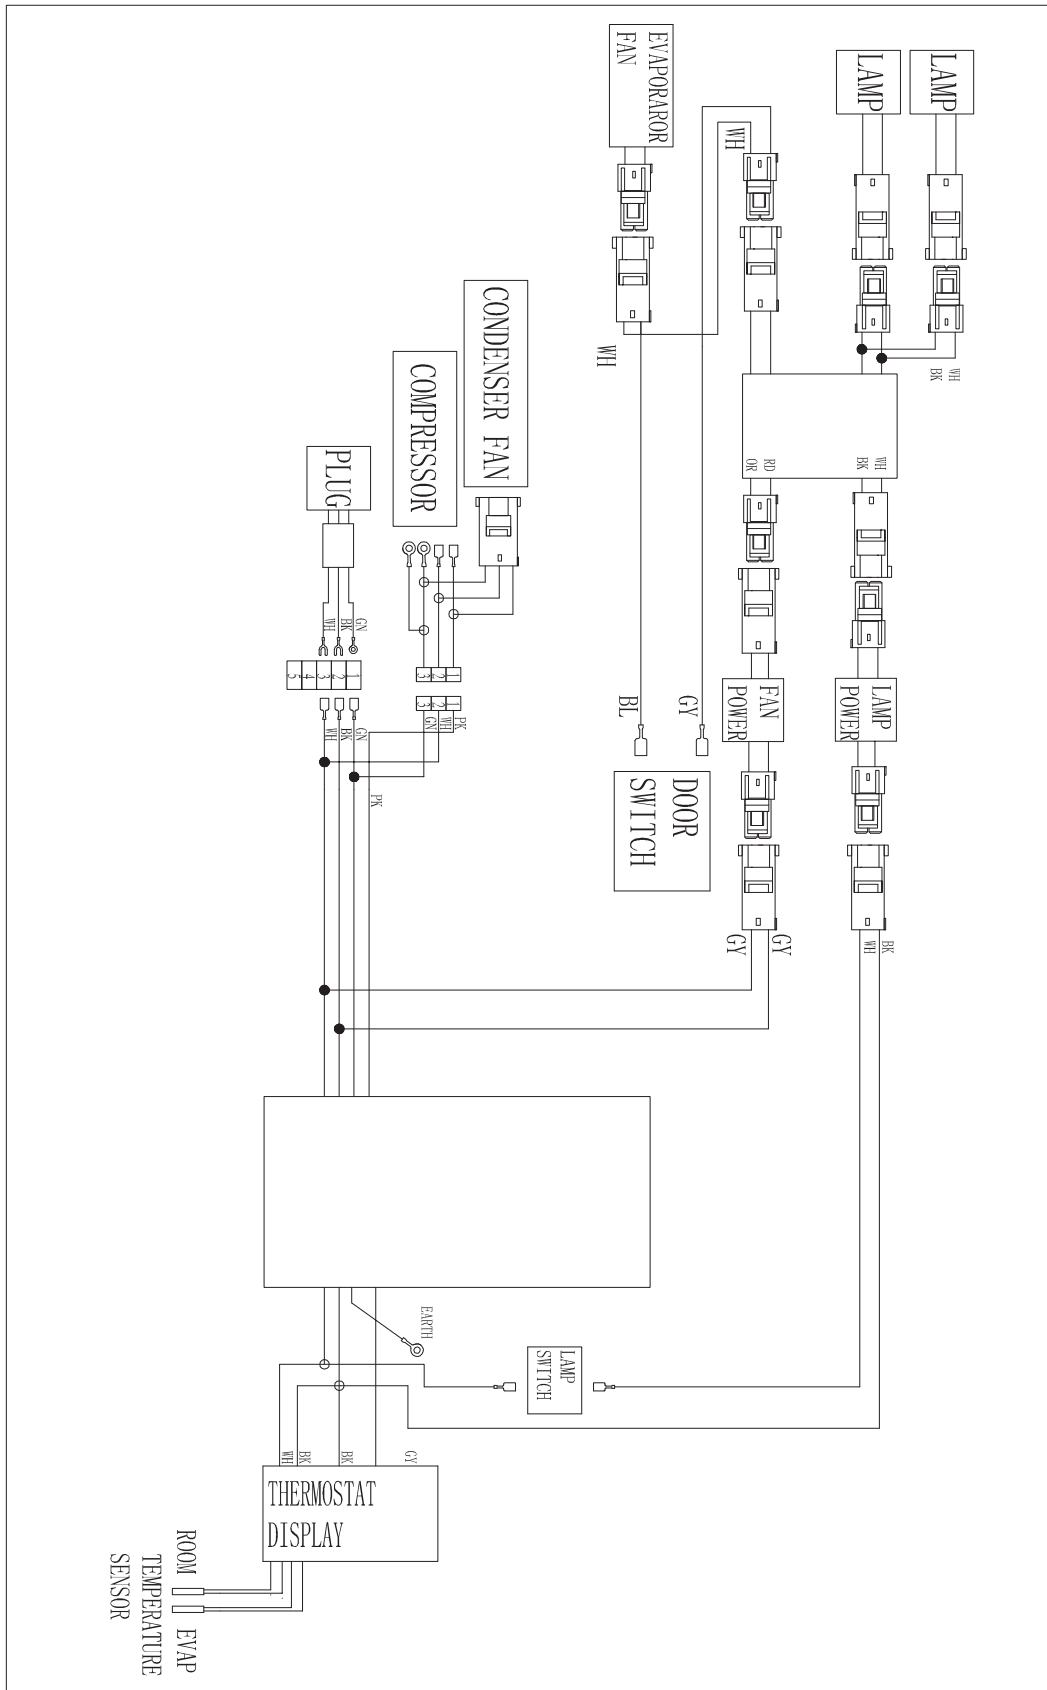 LAMP
LAMP
EVAPORAROR
FAN
WH
WH
WH
BK
CONDENSER FAN
COMPRESSOR
PLUG
WH
BK
RD
OR
GN
BK
WH
1
2
3
4
5
1
2
3
1
2
3
PK
WH
GN
GN
BK
WH
PK
BL
GY
DOOR
SWITCH
FAN
POWER
LAMP
POWER
GY
GY
BK
WH
EARTH
LAMP
SWITCH
GY
BK
BK
WH
THERMOSTAT
DISPLAY
ROOM EVAP
TEMPERATURE
SENSOR